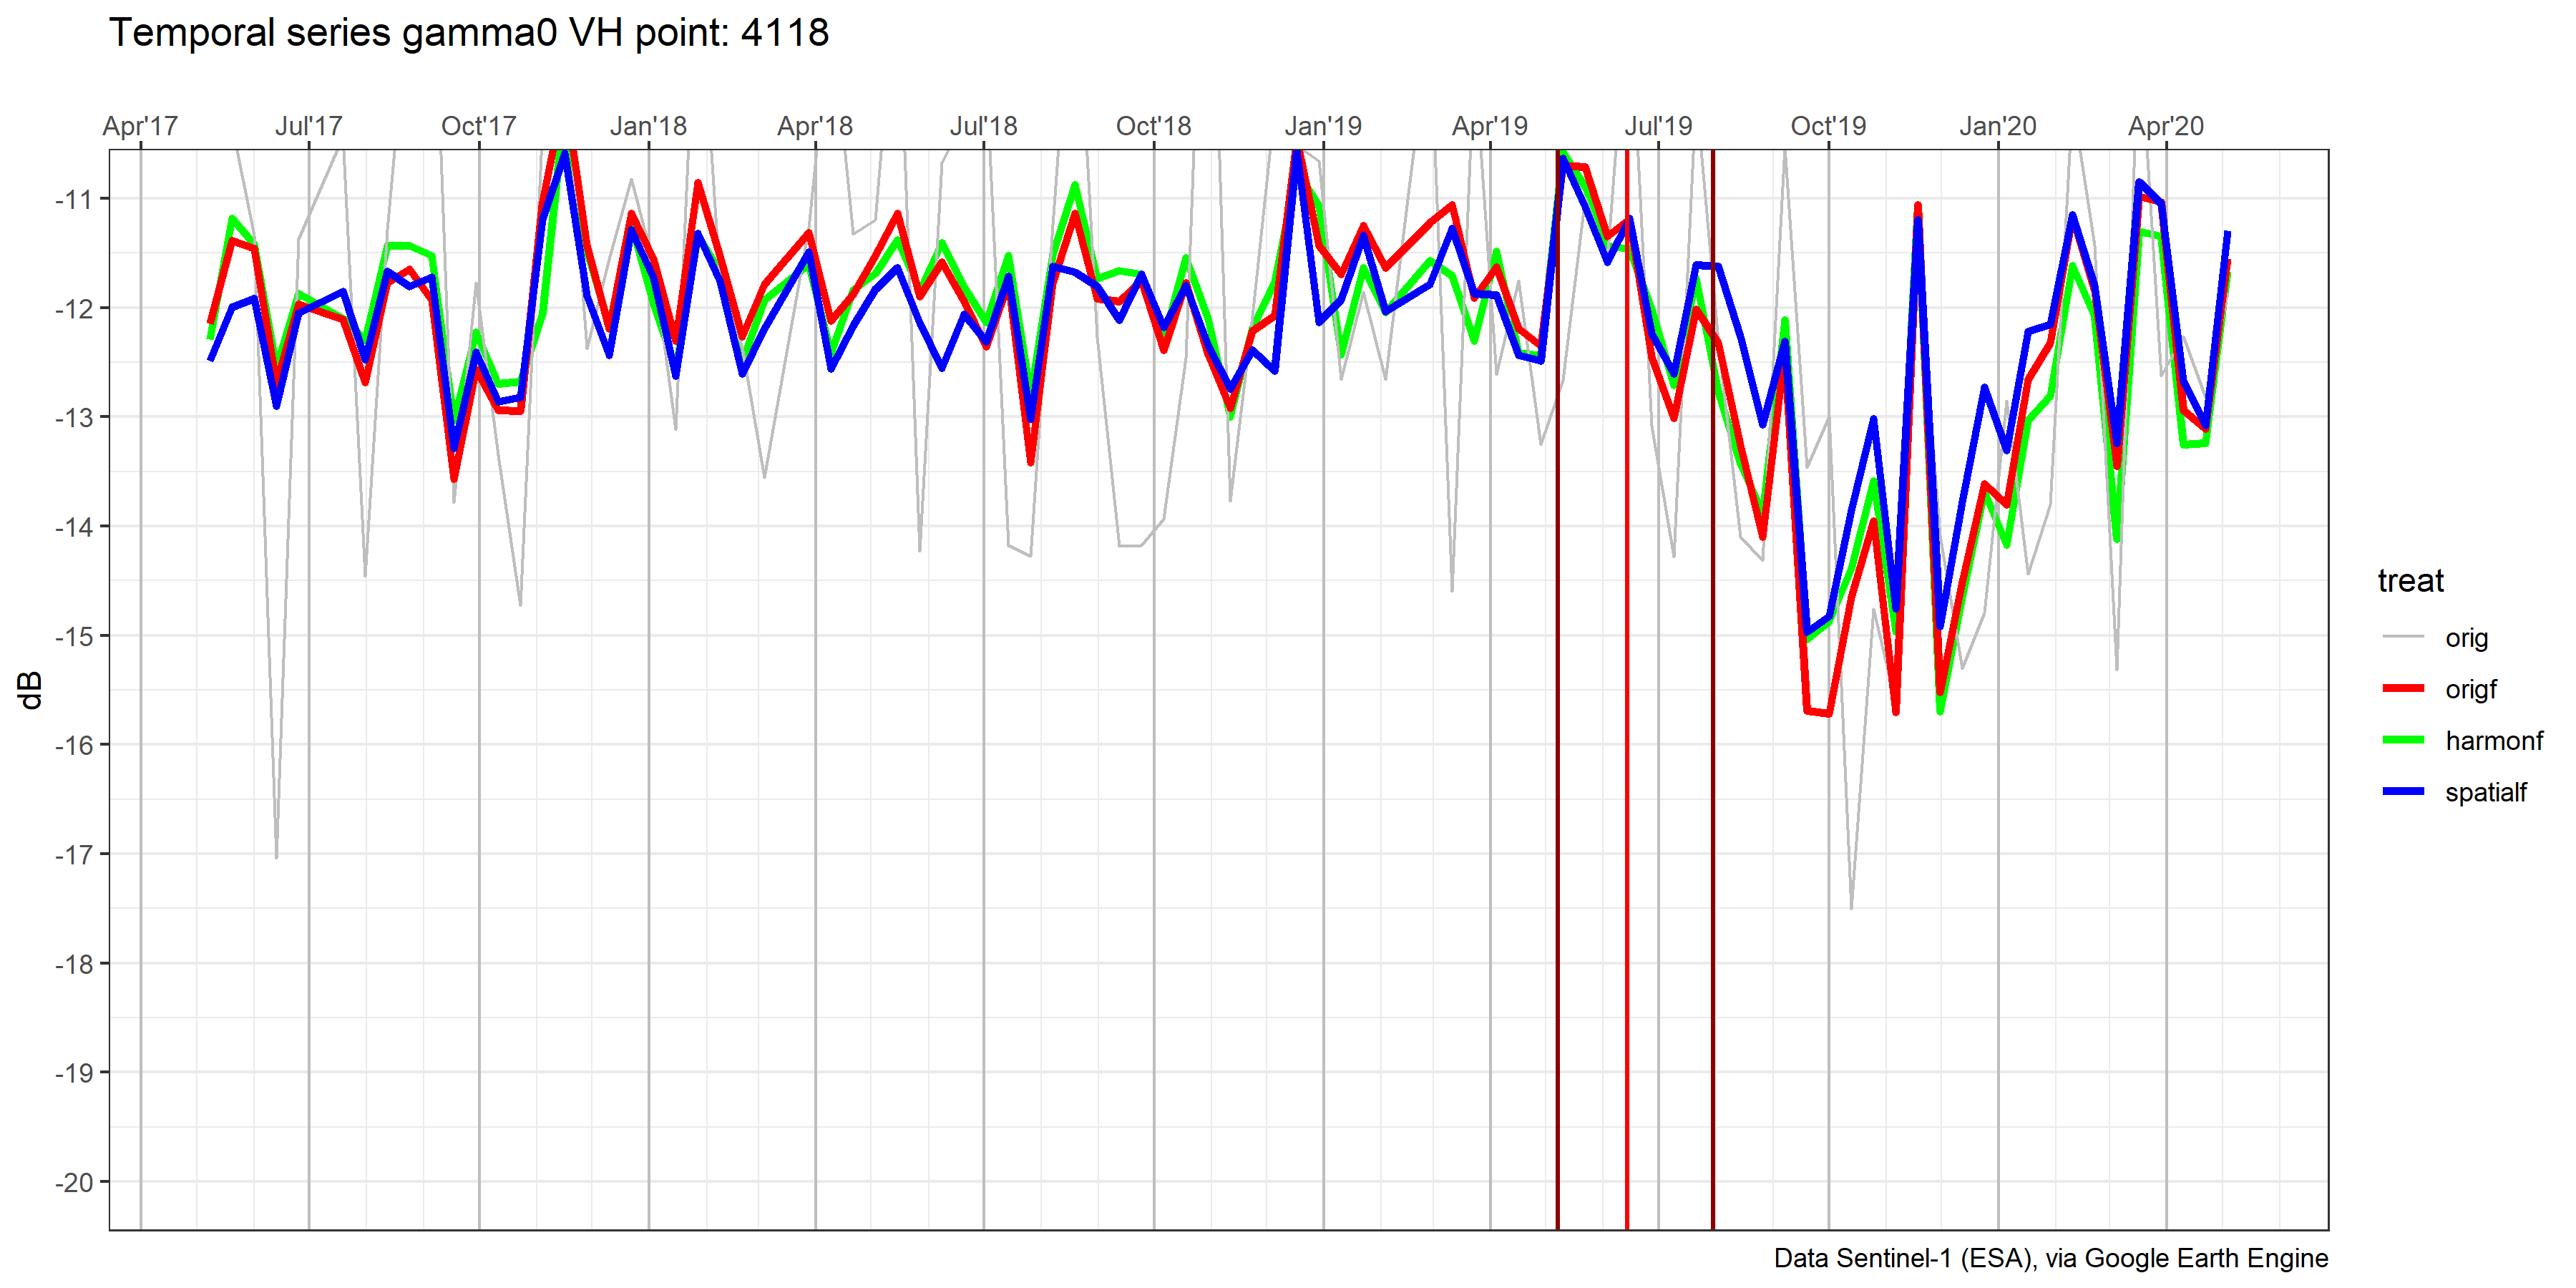 Temporal series gamma0 VH point: 4118
Apr'17 Jul'17 Oct'17 Jan'18 Apr'18 Jul'18 Oct'18 Jan'19 Apr'19 Jul'19 Oct'19 Jan'20 Apr'20
-11
-12
-13
-14
-15
-16
-17
-18
-19
-20
dB
treat
orig
origf
harmonf
spatialf
Data Sentinel-1 (ESA), via Google Earth Engine